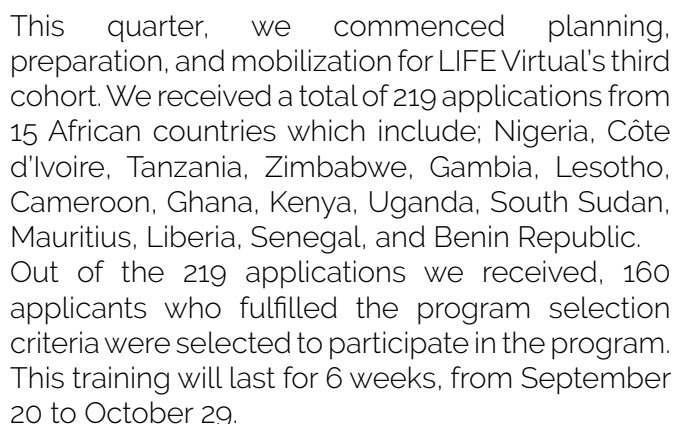 This quarter, we commenced planning,
preparation, and mobilization for LIFE Virtual's third
cohort. We received a total of 219 applications from
15 African countries which include; Nigeria, Côte
d'Ivoire, Tanzania, Zimbabwe, Gambia, Lesotho,
Cameroon, Ghana, Kenya, Uganda, South Sudan,
Mauritius, Liberia, Senegal, and Benin Republic.
Out of the 219 applications we received, 160
applicants who fulfilled the program selection
criteria were selected to participate in the program.
This training will last for 6 weeks, from September
20 to October 29.